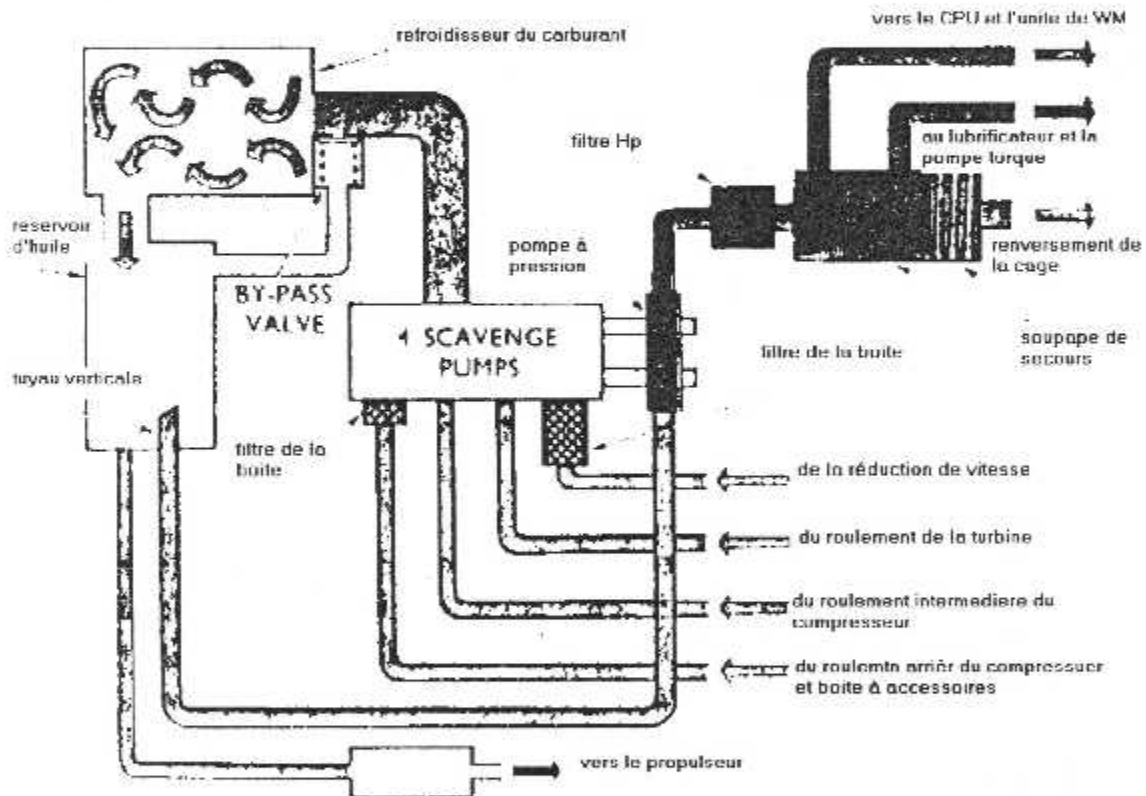 vers le CPU et l'unite de WM
refroidisseur du carburant
filtre Hp
au lubrificateur et la
pompe torque
reservoir
d'huile
pompe à
pression
renversement de
la cage
BY-PASS
VALVE
4 SCAVENGE
PUMPS
filtre de la boite
soupape de
secours
tuyau verticale
filtre de la
boite
de la réduction de vitesse
du roulement de la turbine
du roulement intermediere du
compresseur
du roulemtn arriêr du compressuer
et boite à accessoires
vers le propulseur